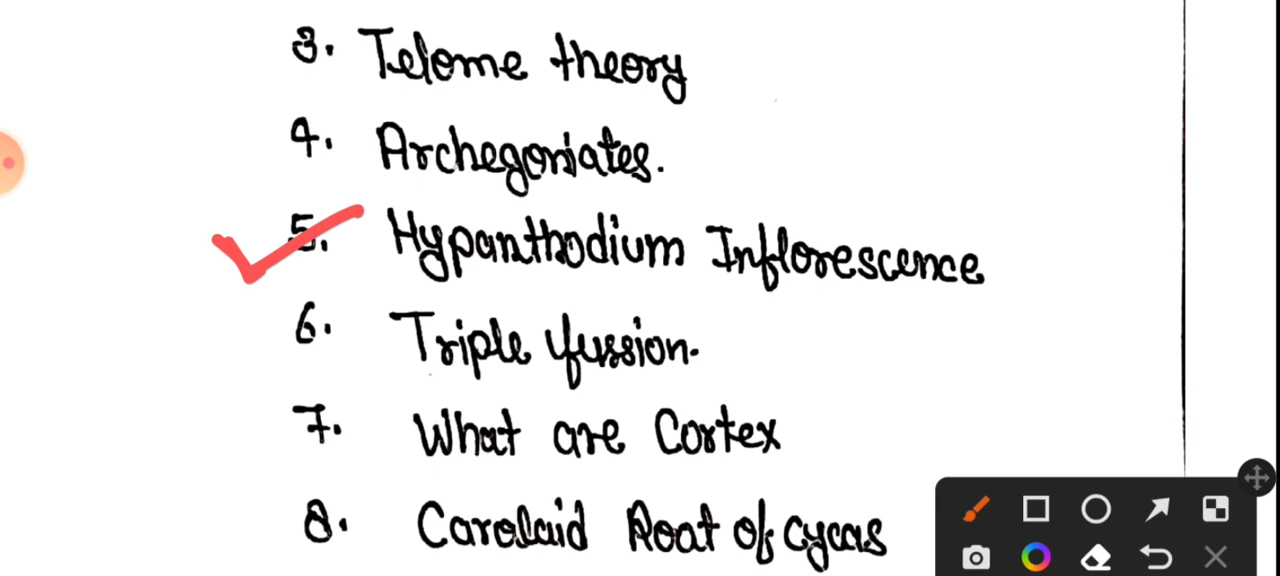 3. Telome theory
4. Archegoniates.
5. Hypanthodium Inflorescence
6. Triple fussion.
7. What are Cortex
8. Corolaid Root of Cycas